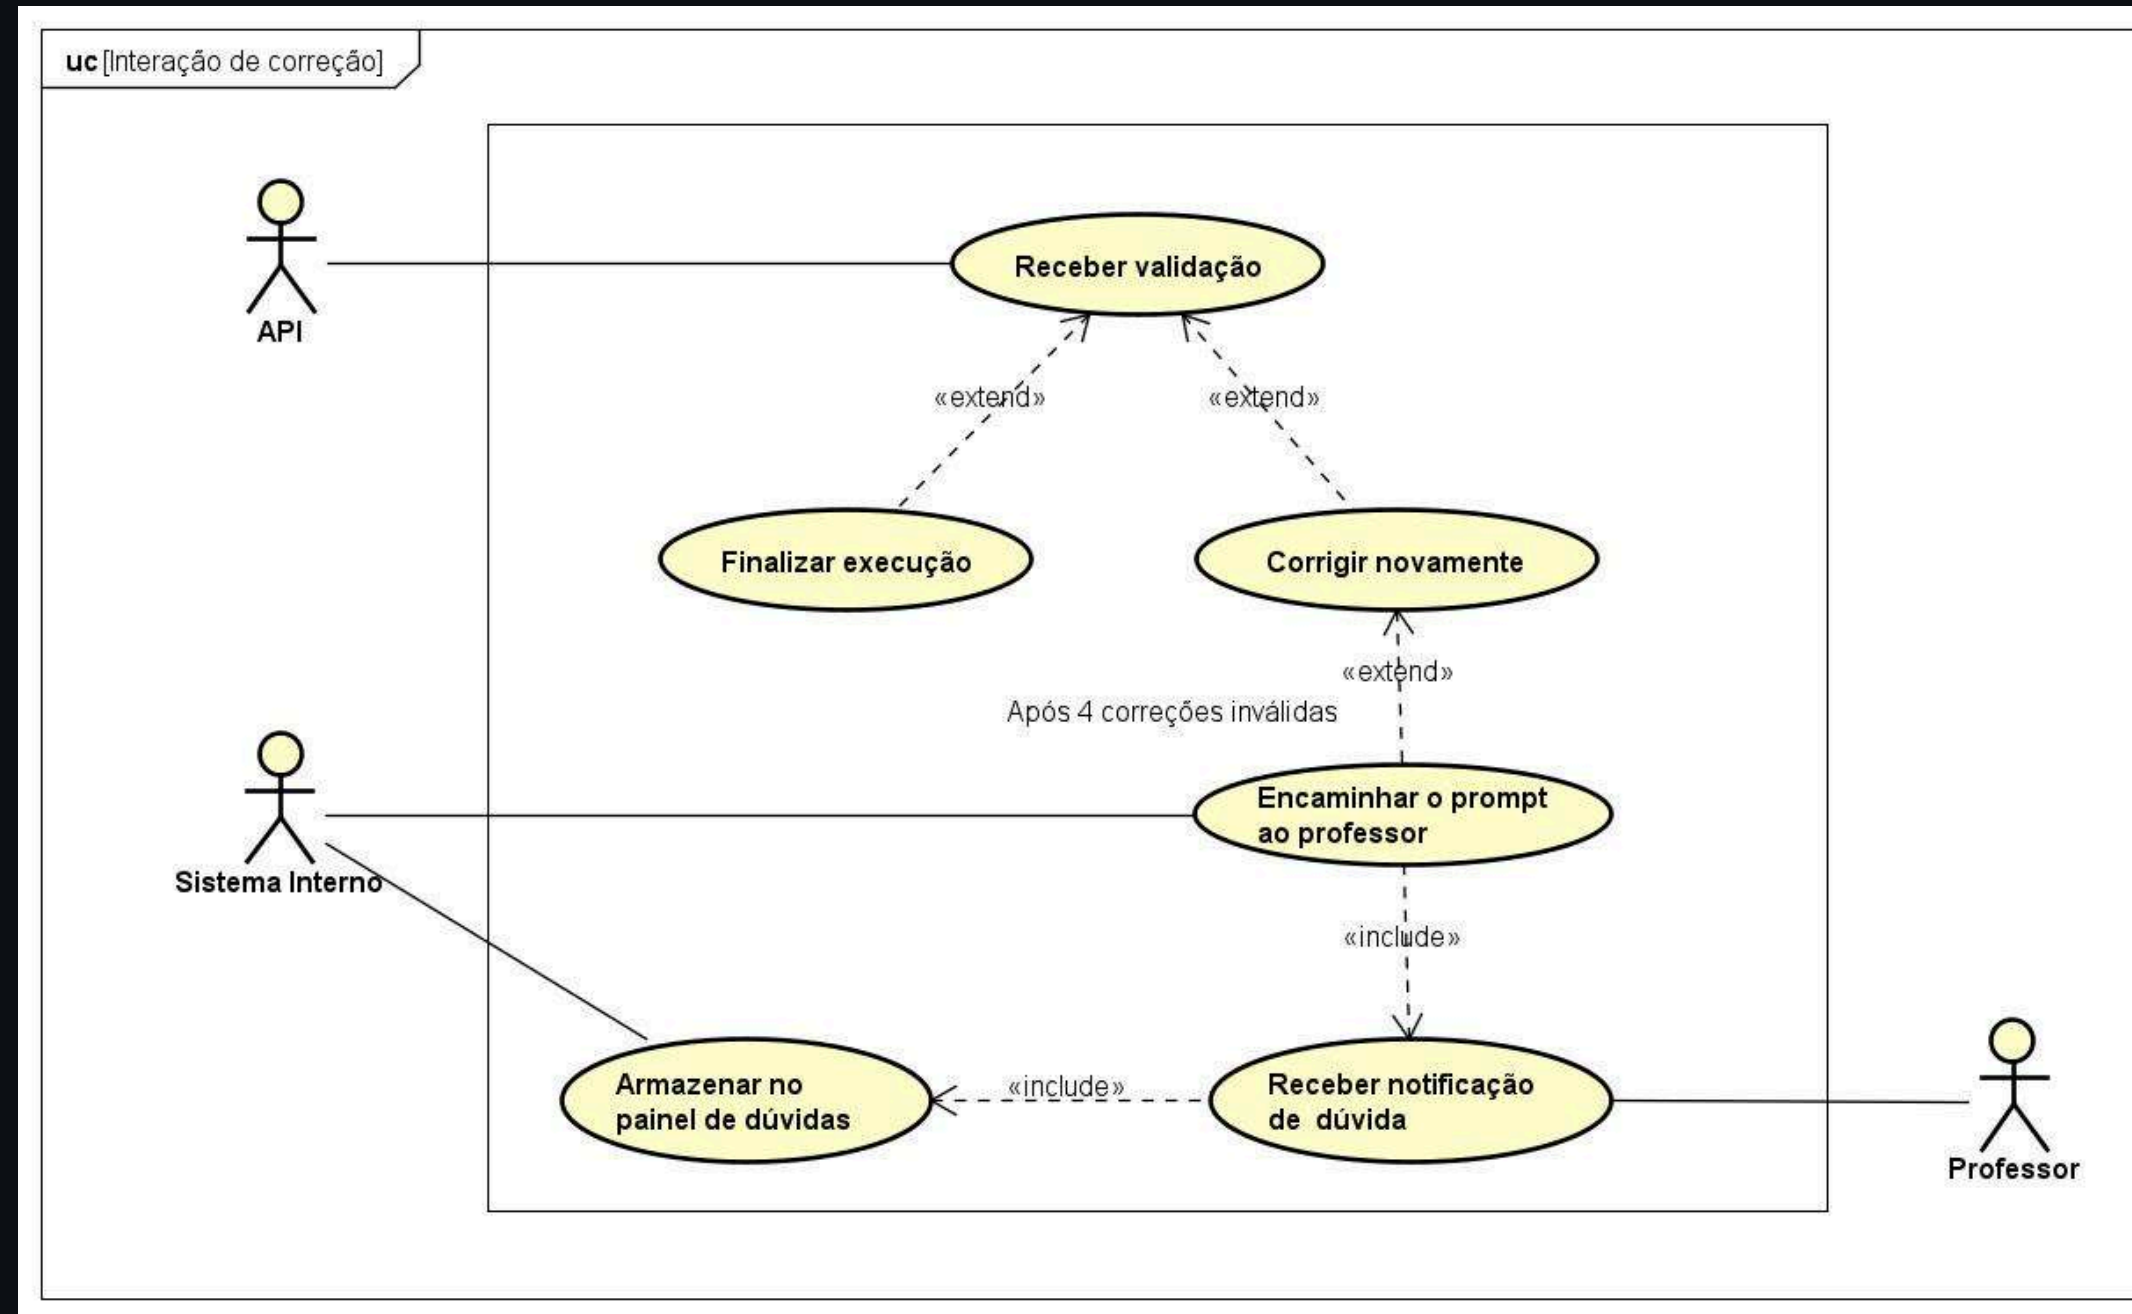 uc [Interação de correção]
Receber validação
API
«extend»
«extend»
Finalizar execução
Corrigir novamente
«extend»
Após 4 correções inválidas
Encaminhar o prompt
ao professor
Sistema Interno
«include»
Armazenar no
painel de dúvidas
«include»
Receber notificação
de dúvida
Professor